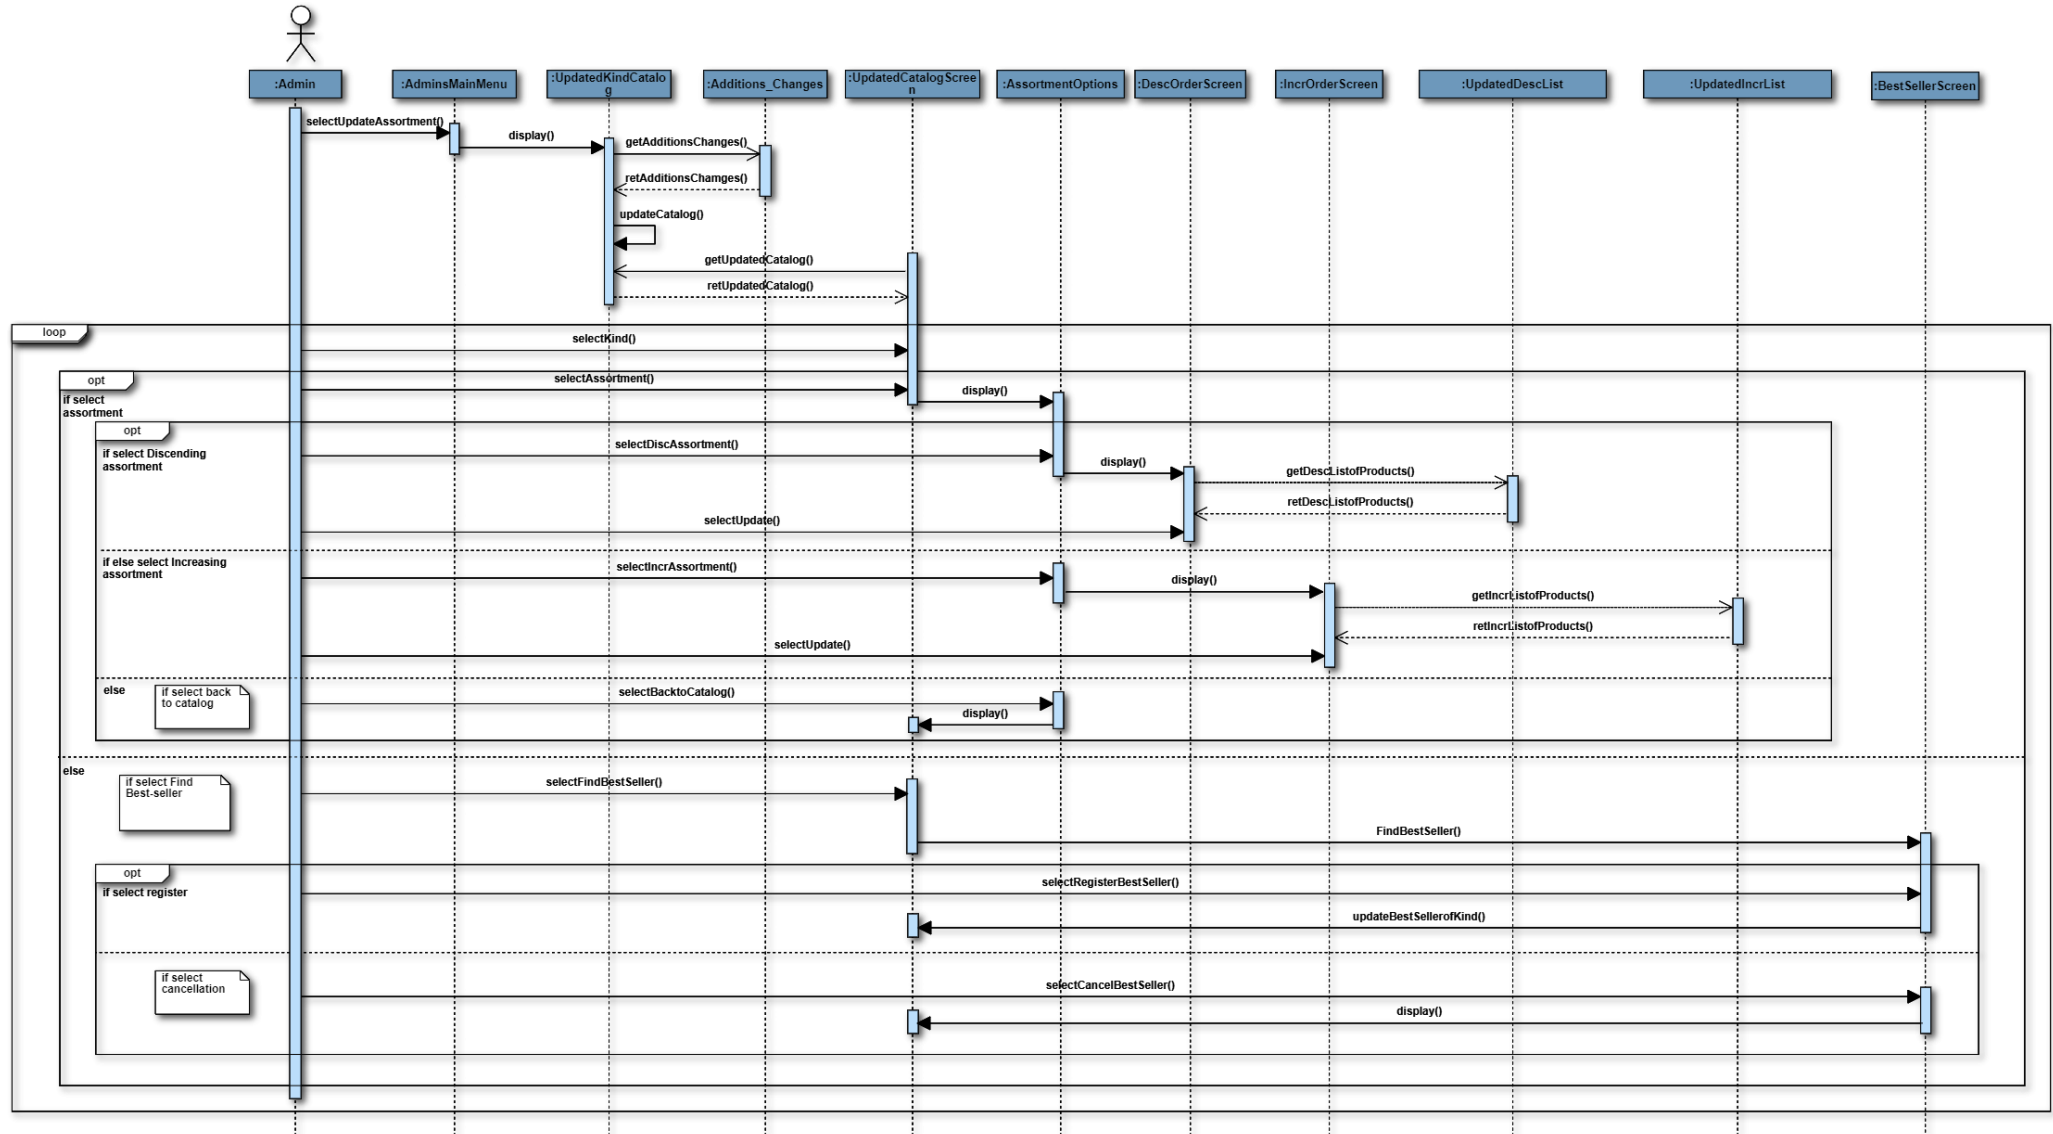 :Admin
:AdminsMainMenu
:UpdatedKindCatalo
g
:Additions_Changes
:UpdatedCatalogScree
n
:AssortmentOptions
:DescOrderScreen
:IncrOrderScreen
:UpdatedDescList
:UpdatedIncrList
:BestSellerScreen
selectUpdateAssortment()
display()
getAdditionsChanges()
retAdditionsChamges()
updateCatalog()
getUpdatedCatalog()
retUpdatedCatalog()
loop
selectKind()
opt
selectAssortment()
display()
if select
assortment
opt
selectDiscAssortment()
if select Discending
assortment
display()
getDescListofProducts()
retDescListofProducts()
selectUpdate()
if else select Increasing
assortment
selectIncrAssortment()
display()
getIncrListofProducts()
retIncrListofProducts()
selectUpdate()
else
if select back
to catalog
selectBacktoCatalog()
display()
else
if select Find
Best-seller
selectFindBestSeller()
FindBestSeller()
opt
if select register
selectRegisterBestSeller()
updateBestSellerofKind()
if select
cancellation
selectCancelBestSeller()
display()